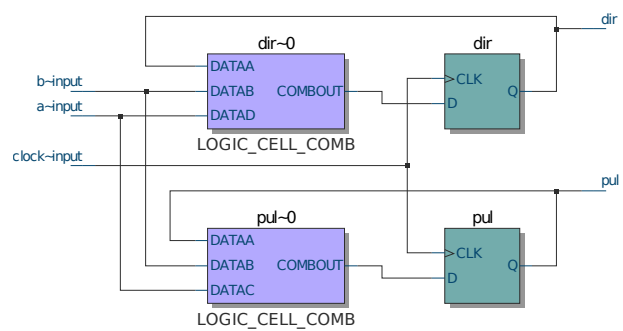 dir
dir~0
dir
DATAA
CLK
b~input
DATAB
COMBOUT
Q
D
a~input
DATAD
LOGIC_CELL_COMB
clock~input
pul
pul~0
pul
DATAA
CLK
DATAB
COMBOUT
Q
D
DATAC
LOGIC_CELL_COMB